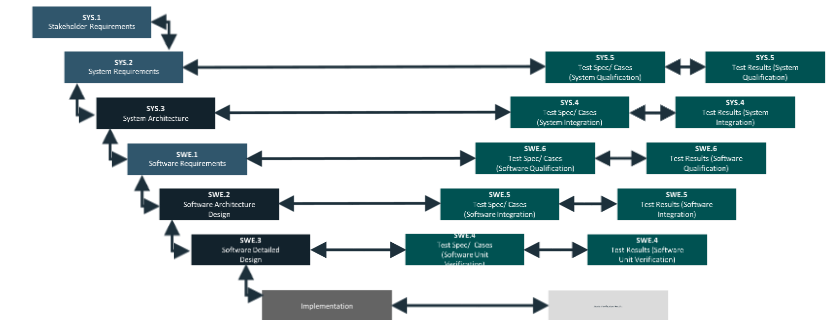 SYS.1
Stakeholder Requirements
SYS.2
System Requirements
SYS.5
Test Spec/ Cases
(System Qualification)
SYS.5
Test Results (System
Qualification)
SYS.3
System Architecture
SYS.4
Test Spec/ Cases
(System Integration)
SYS.4
Test Results (System
Integration)
SWE.1
Software Requirements
SWE.6
Test Spec/ Cases
(Software Qualification)
SWE.6
Test Results (Software
Qualification)
SWE.2
Software Architecture
Design
SWE.5
Test Spec/ Cases
(Software Integration)
SWE.5
Test Results (Software
Integration)
SWE.3
Software Detailed
Design
SWE.4
Test Spec/ Cases
(Software Unit
Verification)
SWE.4
Test Results (Software
Unit Verification)
Implementation